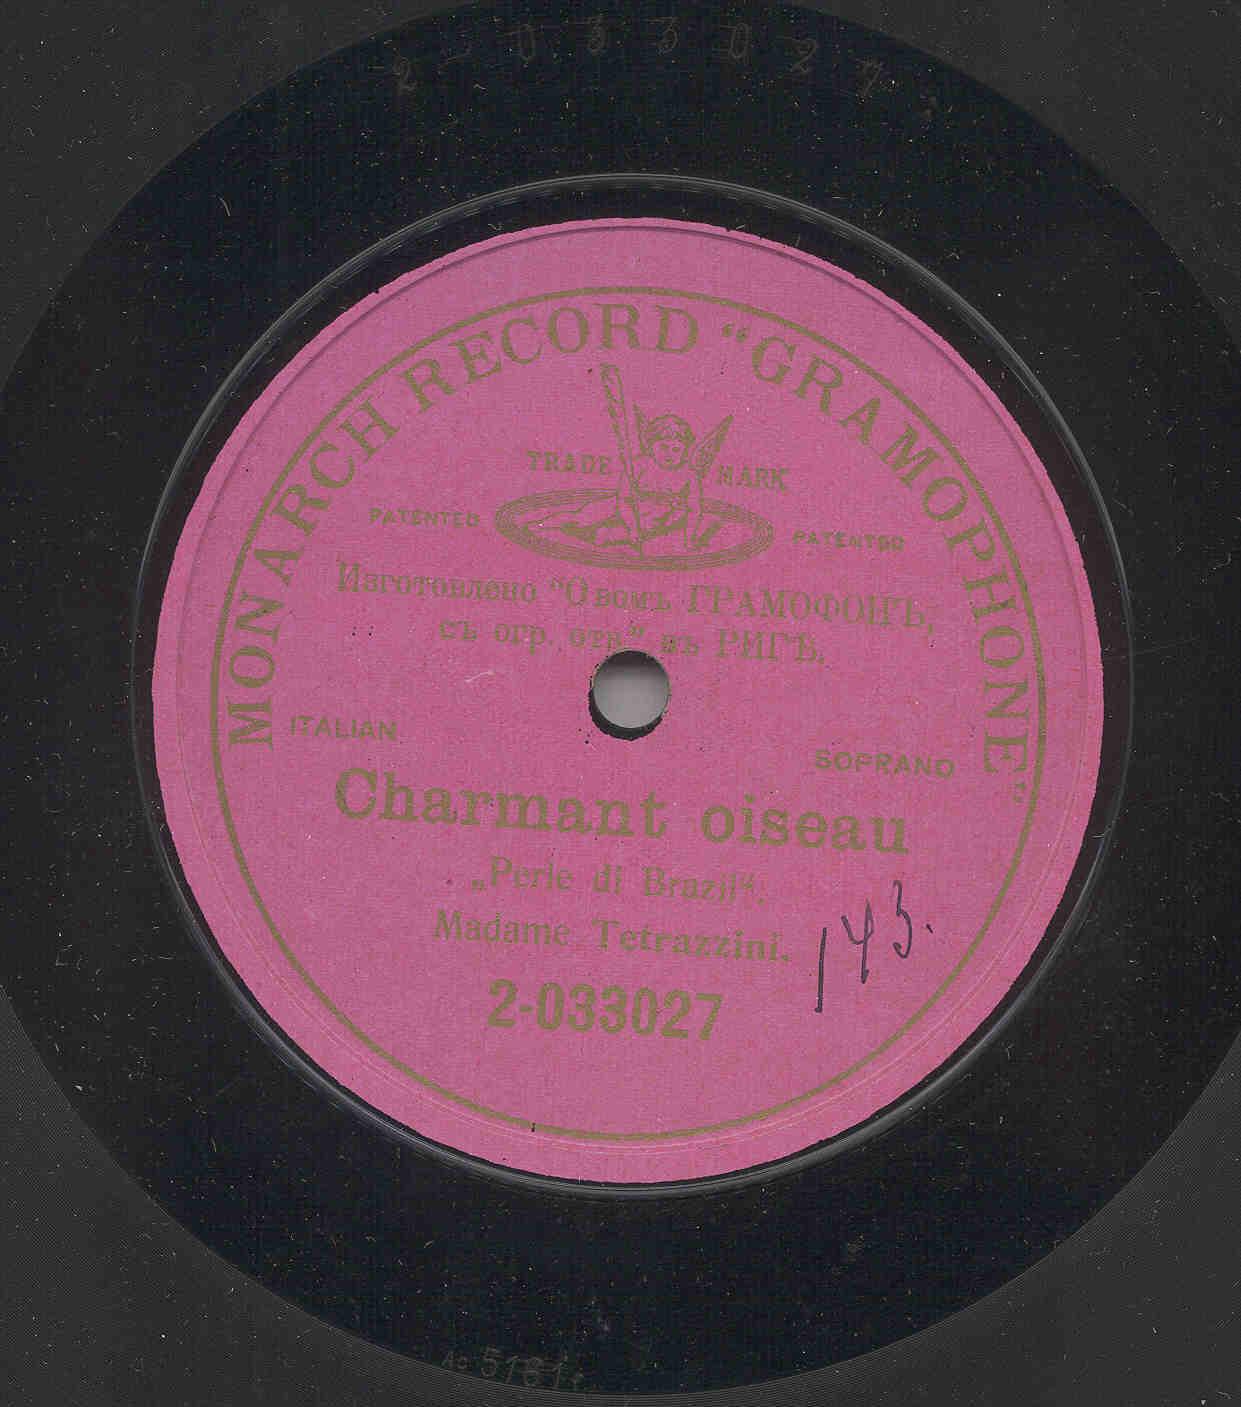 2-033027
MONARCH RECORD “GRAMOPHONE”
TRADE MARK
PATENTED PATENTED
Изготовлено “О вомъ ГРАМОФОНЪ,
съ огр. отв.” въ РИГѢ.
ITALIAN SOPRANO
Charmant oiseau
„Perle di Brazil“.
Madame Tetrazzini.
2-033027
143.